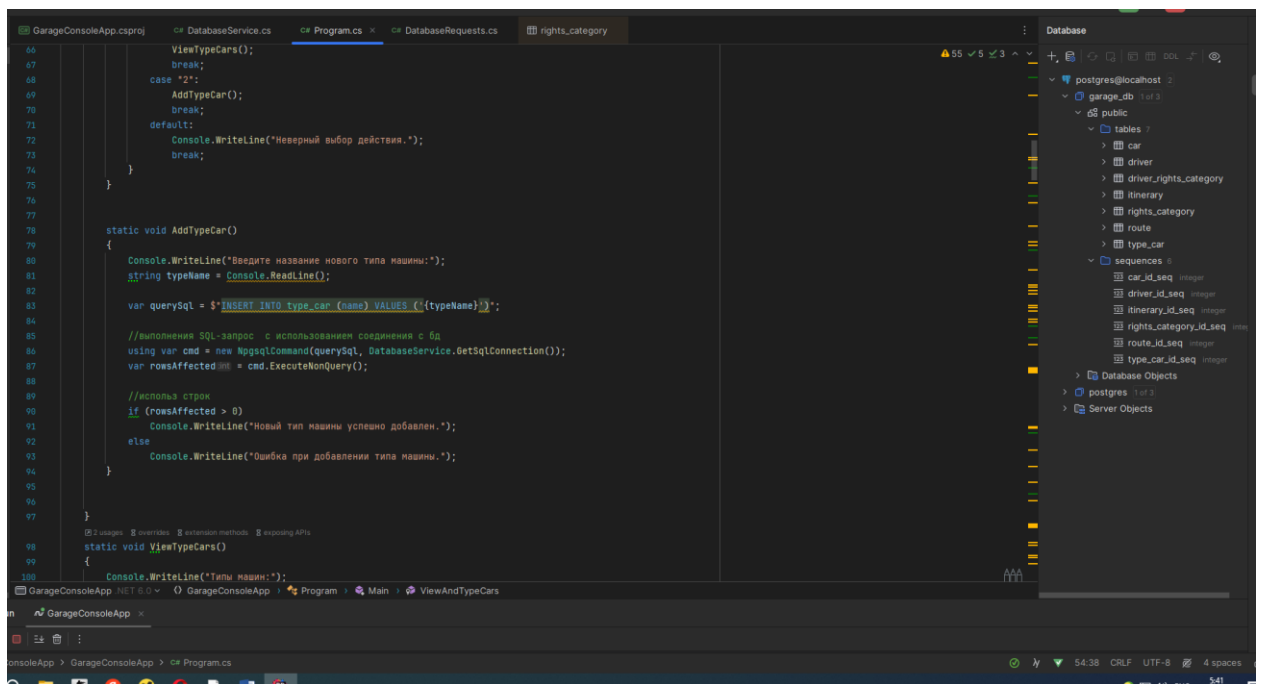 GarageConsoleApp.csproj C# DatabaseService.cs C# Program.cs × C# DatabaseRequests.cs rights_category
66 ViewTypeCars();
67 break;
68 case "2":
69 AddTypeCar();
70 break;
71 default:
72 Console.WriteLine("Неверный выбор действия.");
73 break;
74 }
75 }
76
77
78 static void AddTypeCar()
79 {
80 Console.WriteLine("Введите название нового типа машины:");
81 string typeName = Console.ReadLine();
82
83 var querySql = $"INSERT INTO type_car (name) VALUES ('{typeName}')";
84
85 //выполнения SQL-запрос с использованием соединения с бд
86 using var cmd = new NpgsqlCommand(querySql, DatabaseService.GetSqlConnection());
87 var rowsAffected int = cmd.ExecuteNonQuery();
88
89 //использ строк
90 if (rowsAffected > 0)
91 Console.WriteLine("Новый тип машины успешно добавлен.");
92 else
93 Console.WriteLine("Ошибка при добавлении типа машины.");
94 }
95
96
97 }
2 usages overrides extension methods exposing APIs
98 static void ViewTypeCars()
99 {
100 Console.WriteLine("Типы машин:");
55 5 3
GarageConsoleApp .NET 6.0 GarageConsoleApp Program Main ViewAndTypeCars
Database
DDL
postgres@localhost 2
garage_db 1 of 3
public
tables 7
car
driver
driver_rights_category
itinerary
rights_category
route
type_car
sequences 6
car_id_seq integer
driver_id_seq integer
itinerary_id_seq integer
rights_category_id_seq
route_id_seq integer
type_car_id_seq integer
Database Objects
postgres 1 of 3
Server Objects
GarageConsoleApp ×
GarageConsoleApp C# Program.cs
54:38 CRLF UTF-8 4 spaces
5:41